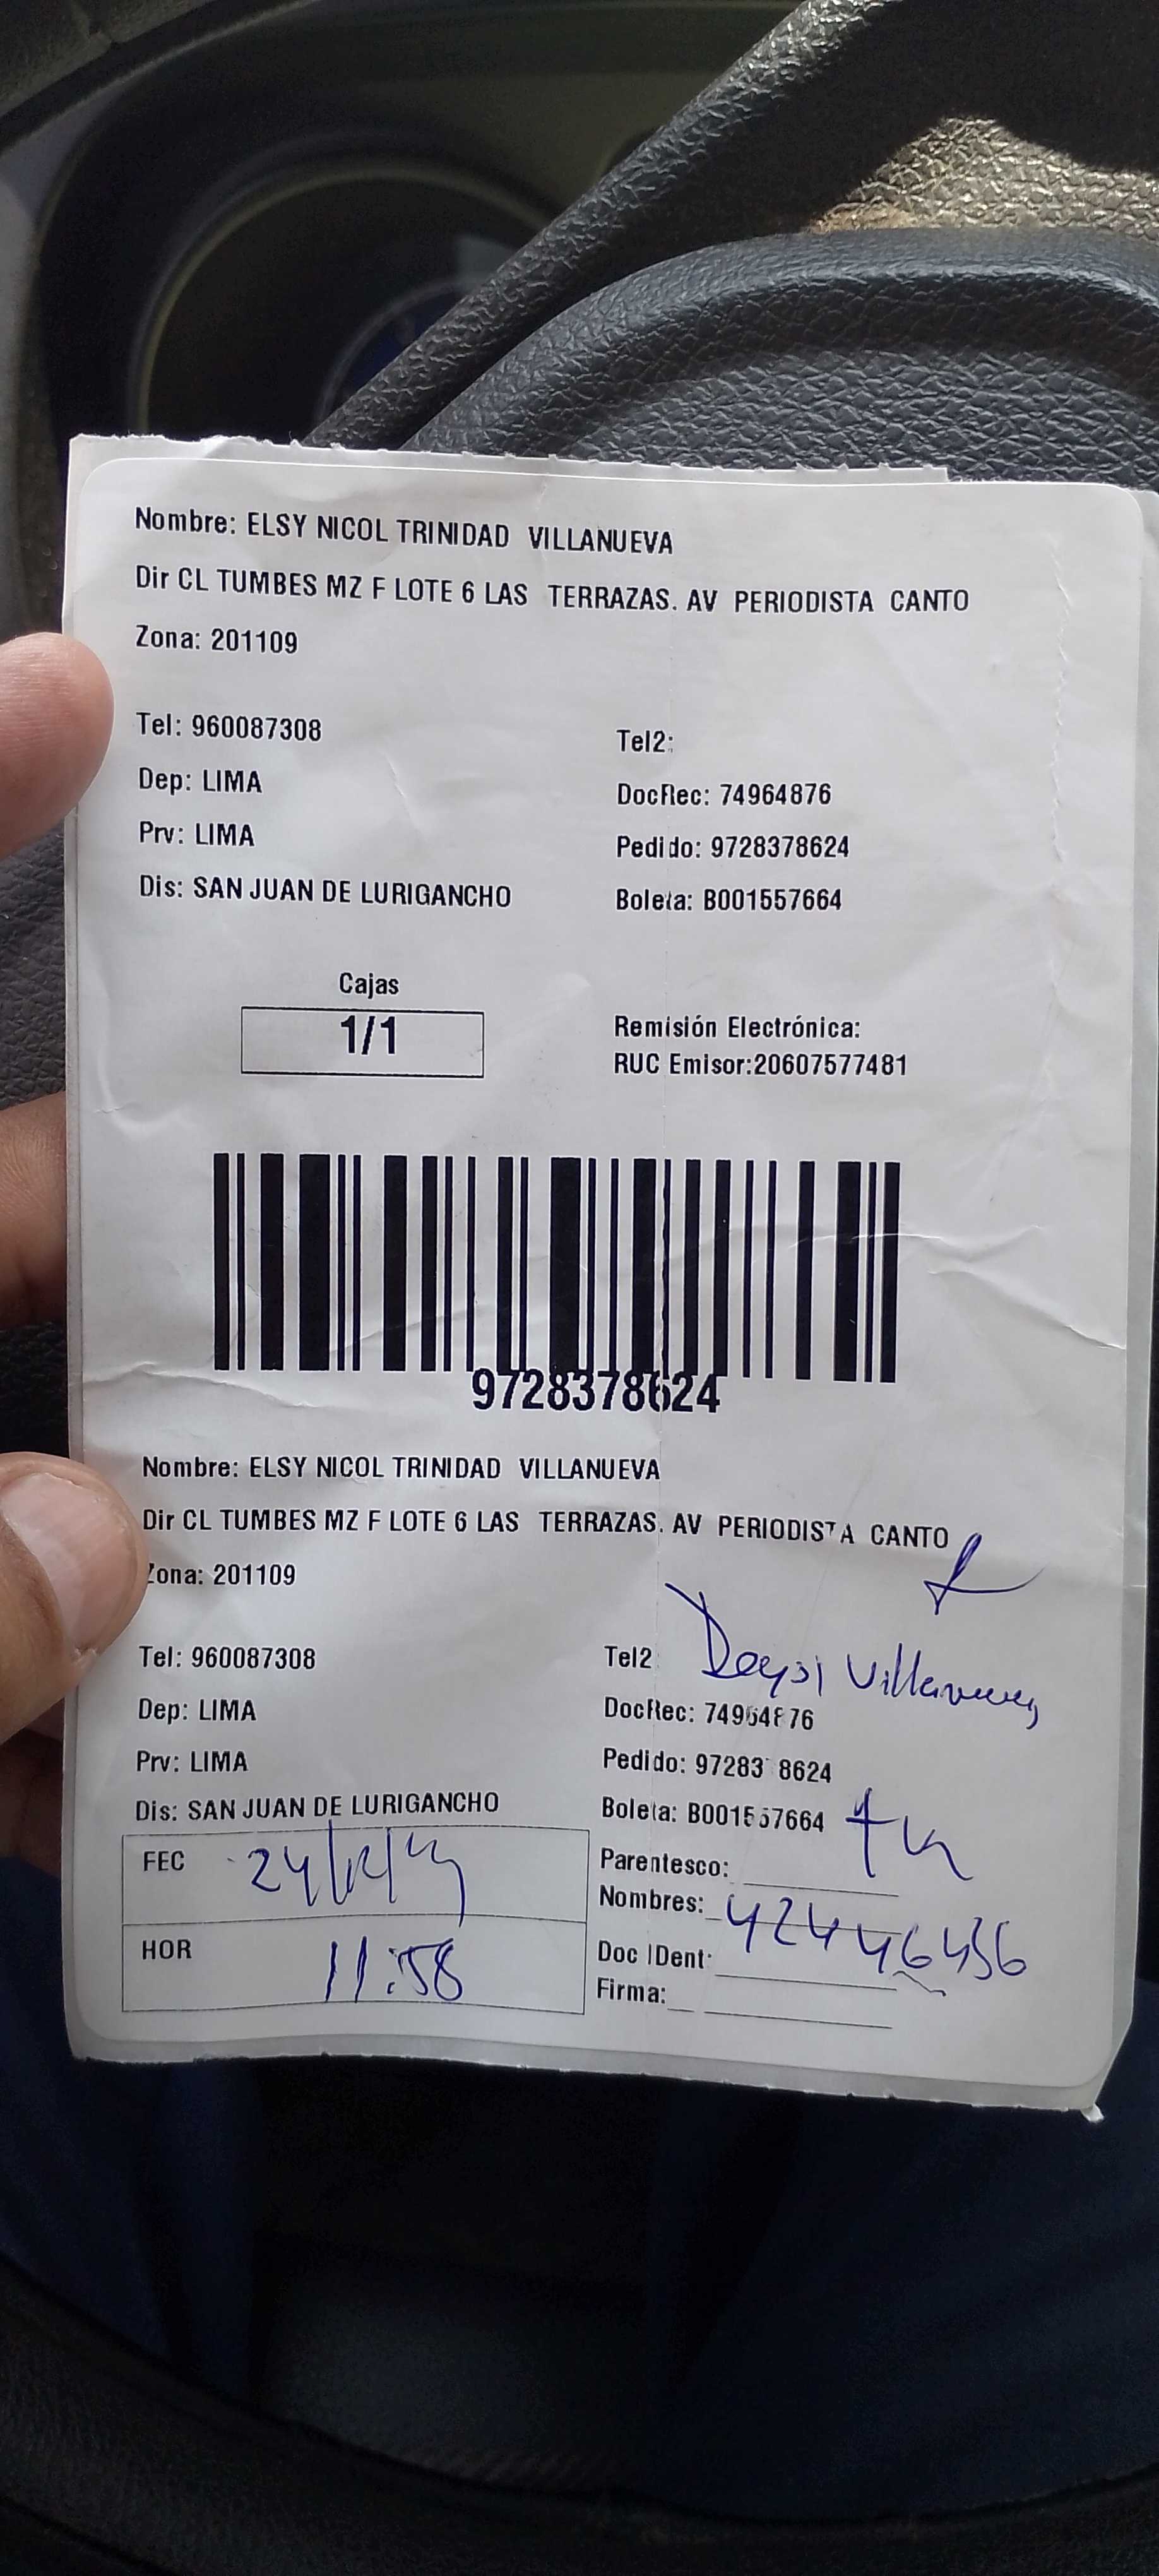 Nombre: ELSY NICOL TRINIDAD VILLANUEVA
Dir CL TUMBES MZ F LOTE 6 LAS TERRAZAS. AV PERIODISTA CANTO
Zona: 201109
Tel: 960087308 Tel2:
Dep: LIMA DocRec: 74964876
Prv: LIMA Pedido: 9728378624
Dis: SAN JUAN DE LURIGANCHO Boleta: B001557664
Cajas
1/1
Remisión Electrónica:
RUC Emisor:20607577481
9728378624
Nombre: ELSY NICOL TRINIDAD VILLANUEVA
Dir CL TUMBES MZ F LOTE 6 LAS TERRAZAS. AV PERIODISTA CANTO
Zona: 201109
Tel: 960087308 Tel2 Deysi Villanueva
Dep: LIMA DocRec: 74964876
Prv: LIMA Pedido: 97283 8624
Dis: SAN JUAN DE LURIGANCHO Boleta: B001557664
FEC Parentesco:
Nombres:
HOR 11:58 Doc IDent:
Firma: